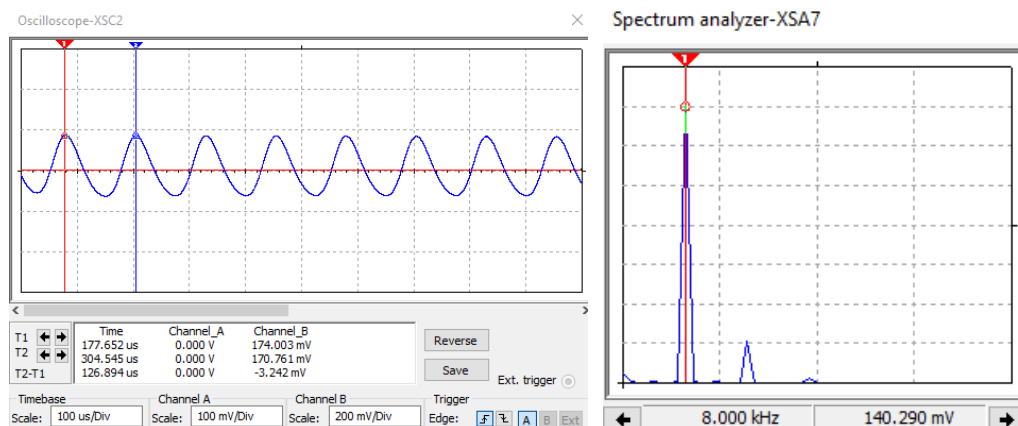 Oscilloscope-XSC2
1
2
<
>
T1
T2
T2-T1
Time Channel_A Channel_B
177.652 us 0.000 V 174.003 mV
304.545 us 0.000 V 170.761 mV
126.894 us 0.000 V -3.242 mV
Reverse
Save
Ext. trigger
Timebase
Scale: 100 us/Div
Channel A
Scale: 100 mV/Div
Channel B
Scale: 200 mV/Div
Trigger
Edge: A B Ext
Spectrum analyzer-XSA7
1
8.000 kHz 140.290 mV